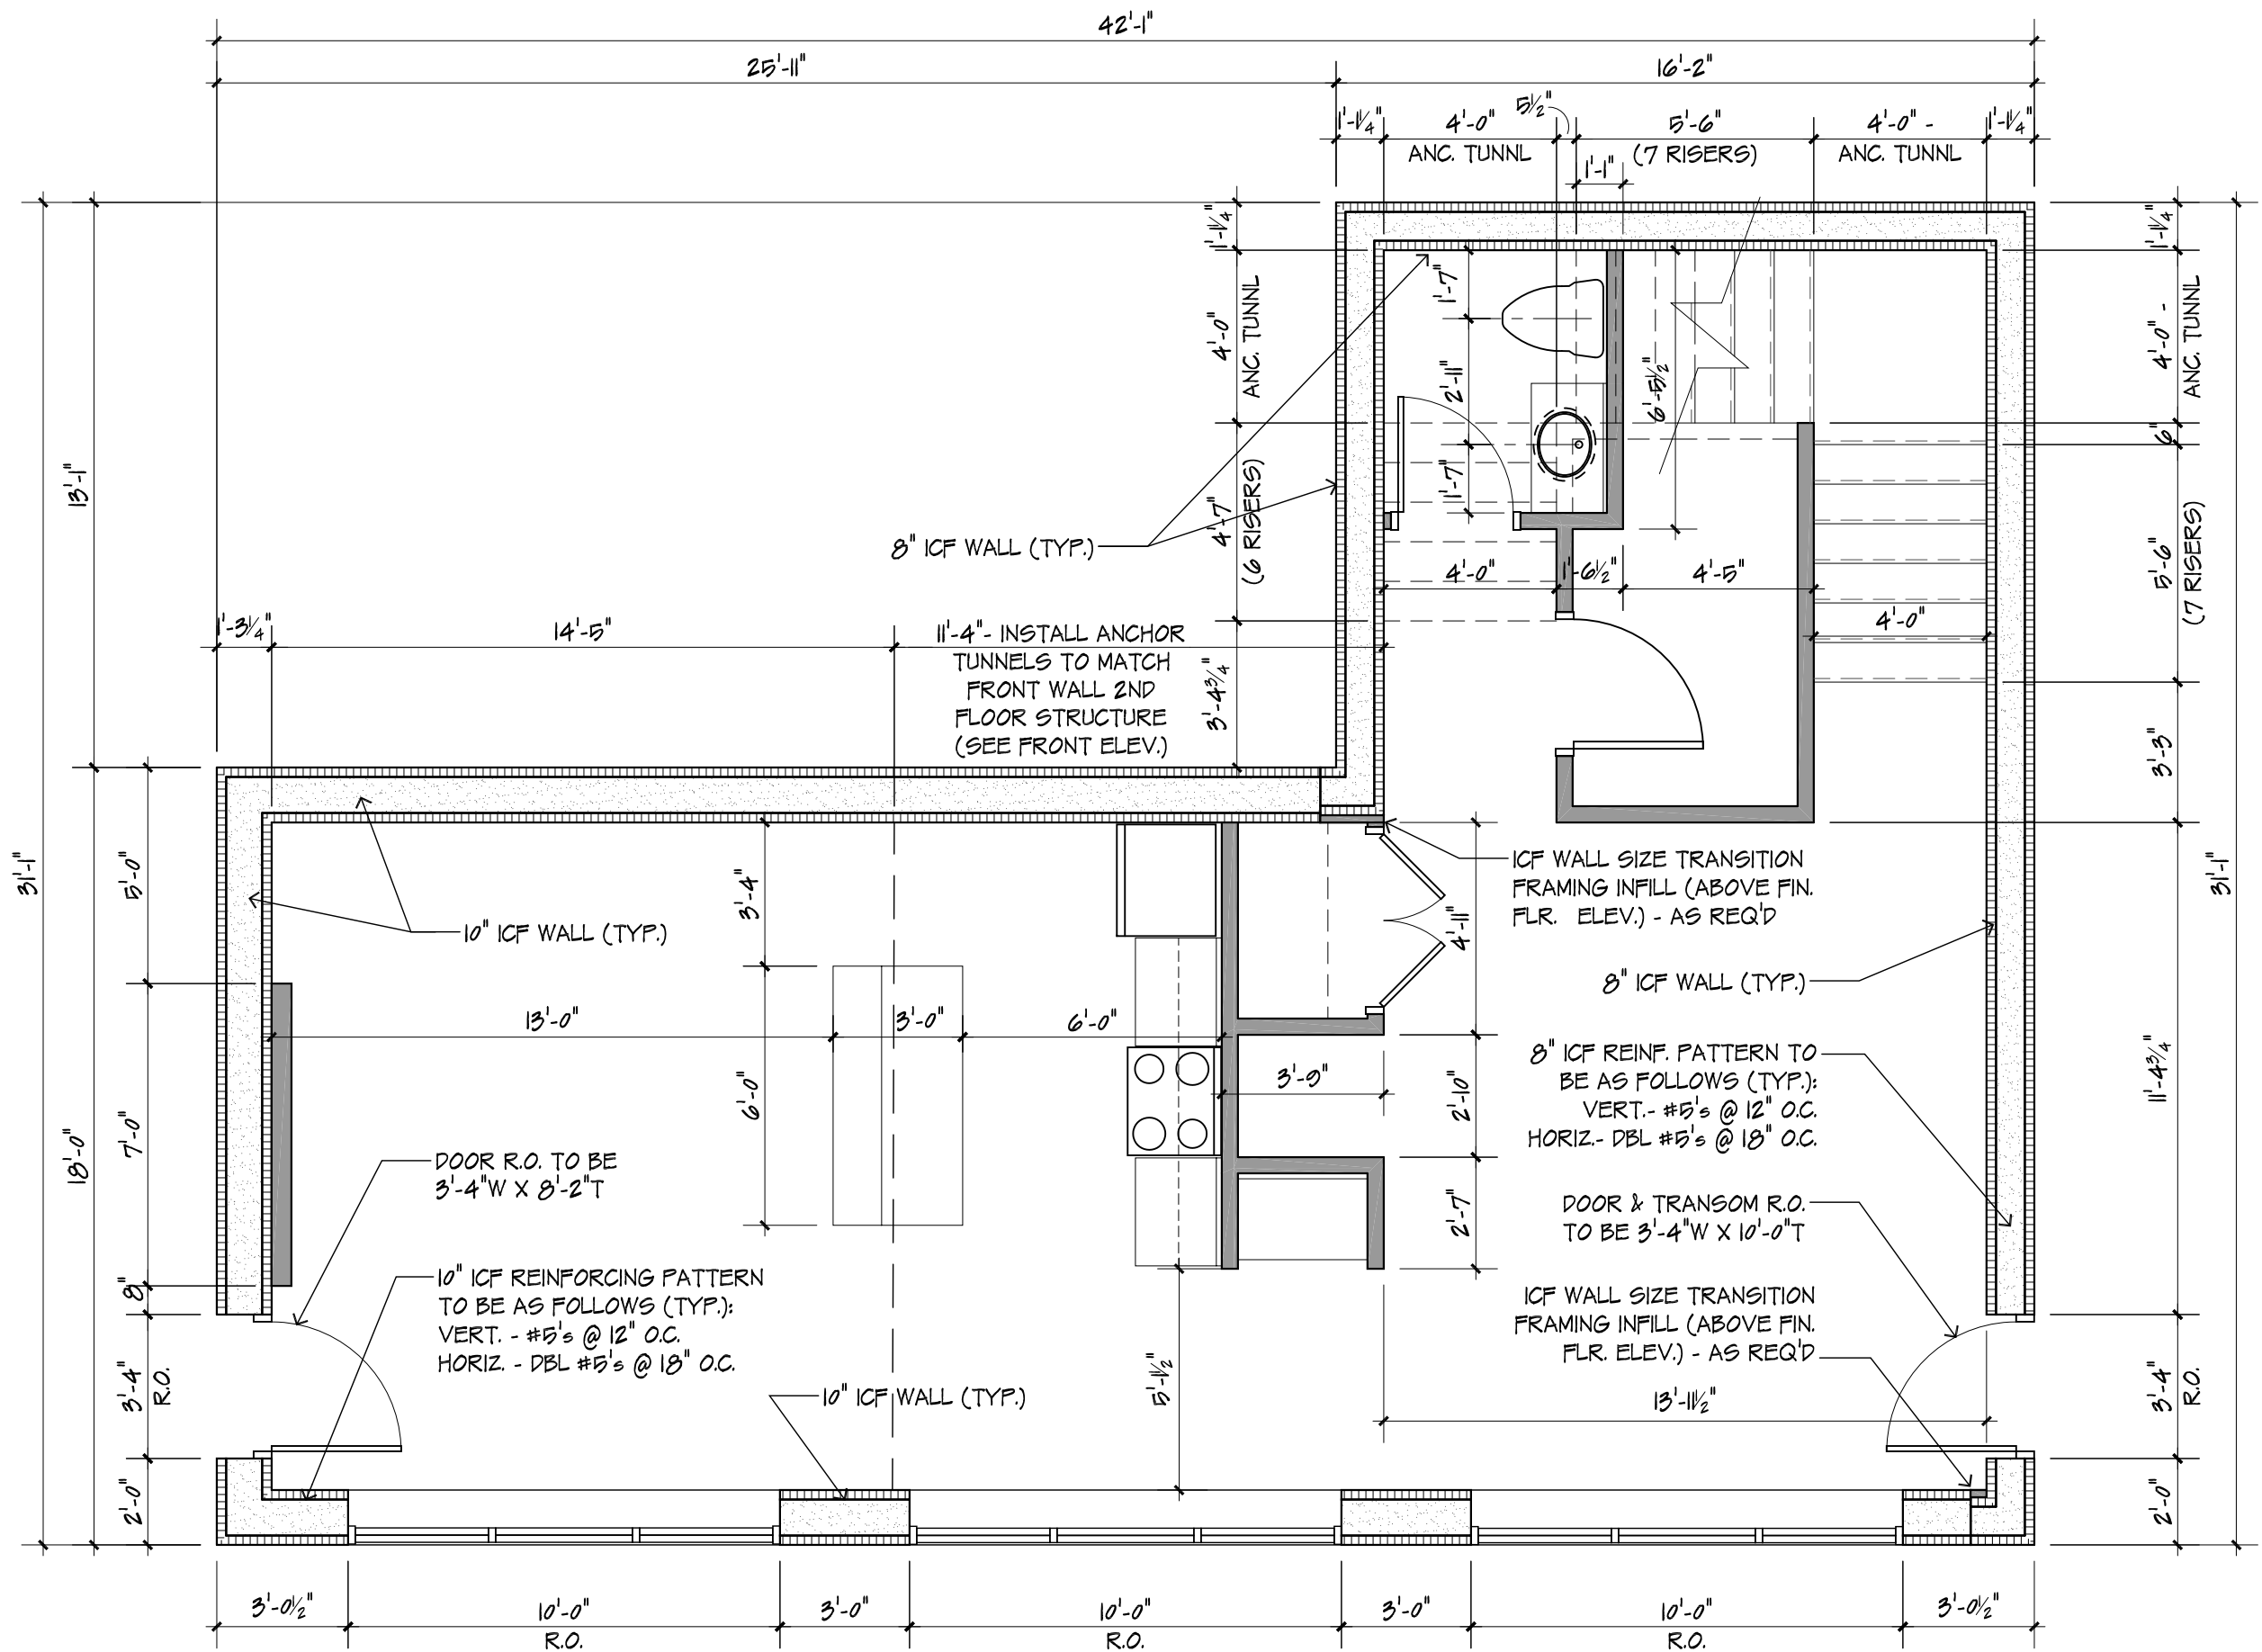 42'-1"
25'-11"
16'-2"
5½"
1'-1¼"
4'-0"
5'-6"
4'-0" -
1'-1¼"
ANC. TUNNL
(7 RISERS)
ANC. TUNNL
1'-1"
1'-1¼"
1'-1¼"
1'-7"
4'-0"
ANC. TUNNL
4'-0" -
ANC. TUNNL
2'-11"
6'-5½"
6"
13'-1"
1'-7"
4'-7"
(6 RISERS)
8" ICF WALL (TYP.)
5'-6"
(7 RISERS)
4'-0"
1'-6½"
4'-5"
4'-0"
1'-3¼"
14'-5"
11'-4"- INSTALL ANCHOR
TUNNELS TO MATCH
FRONT WALL 2ND
FLOOR STRUCTURE
(SEE FRONT ELEV.)
3'-4¾"
3'-3"
31'-1"
31'-1"
5'-0"
3'-4"
10" ICF WALL (TYP.)
4'-11"
ICF WALL SIZE TRANSITION
FRAMING INFILL (ABOVE FIN.
FLR. ELEV.) - AS REQ'D
8" ICF WALL (TYP.)
13'-0"
3'-0"
6'-0"
6'-0"
3'-9"
2'-10"
8" ICF REINF. PATTERN TO
BE AS FOLLOWS (TYP.):
VERT.- #5's @ 12" O.C.
HORIZ.- DBL #5's @ 18" O.C.
11'-4¾"
18'-0"
7'-0"
DOOR R.O. TO BE
3'-4"W X 8'-2"T
2'-7"
DOOR & TRANSOM R.O.
TO BE 3'-4"W X 10'-0"T
8"
10" ICF REINFORCING PATTERN
TO BE AS FOLLOWS (TYP.):
VERT. - #5's @ 12" O.C.
HORIZ. - DBL #5's @ 18" O.C.
ICF WALL SIZE TRANSITION
FRAMING INFILL (ABOVE FIN.
FLR. ELEV.) - AS REQ'D
3'-4"
R.O.
10" ICF WALL (TYP.)
5'-1½"
13'-11½"
3'-4"
R.O.
2'-0"
2'-0"
3'-0½"
10'-0"
R.O.
3'-0"
10'-0"
R.O.
3'-0"
10'-0"
R.O.
3'-0½"